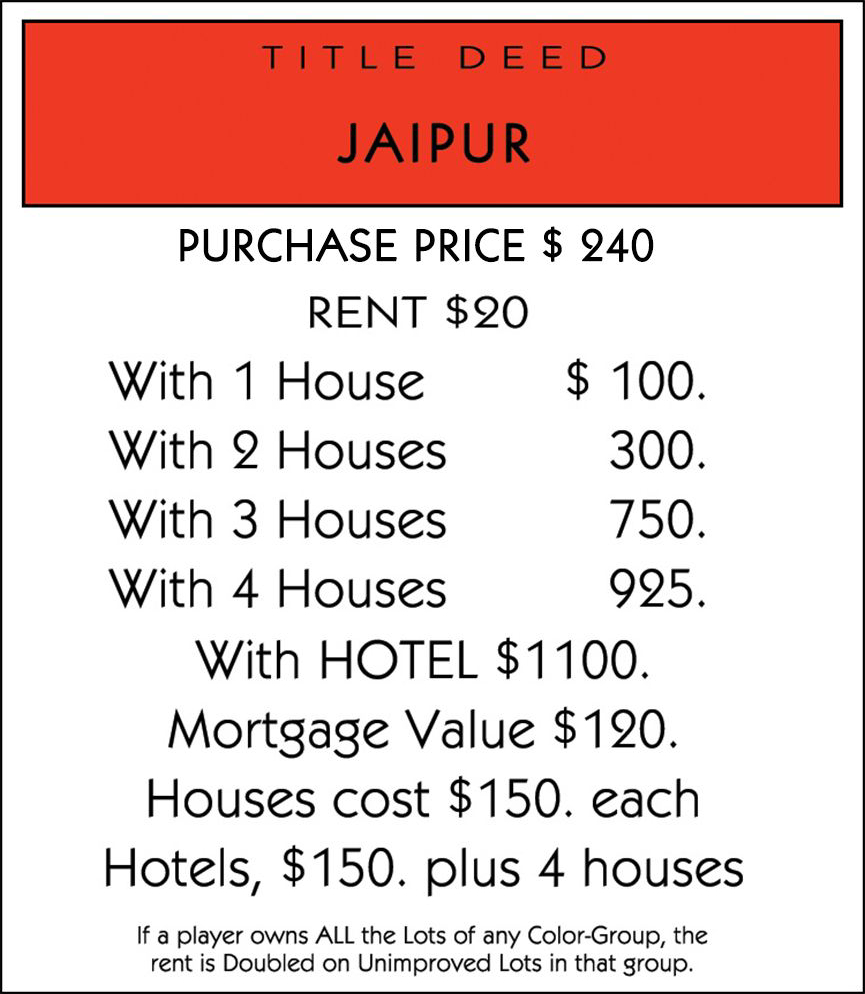 TITLE DEED
JAIPUR
PURCHASE PRICE $ 240
RENT $20
With 1 House $ 100.
With 2 Houses 300.
With 3 Houses 750.
With 4 Houses 925.
With HOTEL $1100.
Mortgage Value $120.
Houses cost $150. each
Hotels, $150. plus 4 houses
If a player owns ALL the Lots of any Color-Group, the
rent is Doubled on Unimproved Lots in that group.